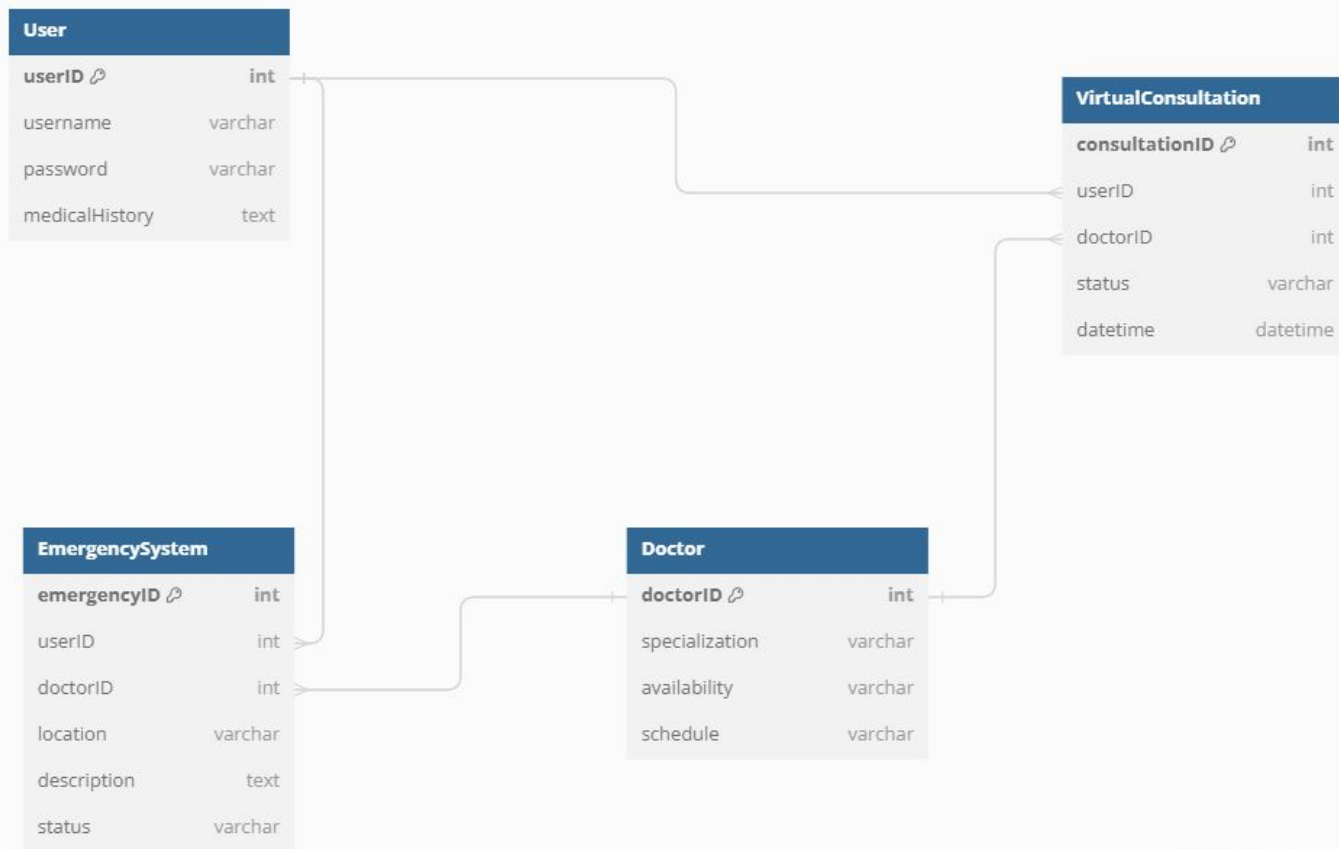 User
userID int
username varchar
password varchar
medicalHistory text
VirtualConsultation
consultationID int
userID int
doctorID int
status varchar
datetime datetime
EmergencySystem
emergencyID int
userID int
doctorID int
location varchar
description text
status varchar
Doctor
doctorID int
specialization varchar
availability varchar
schedule varchar